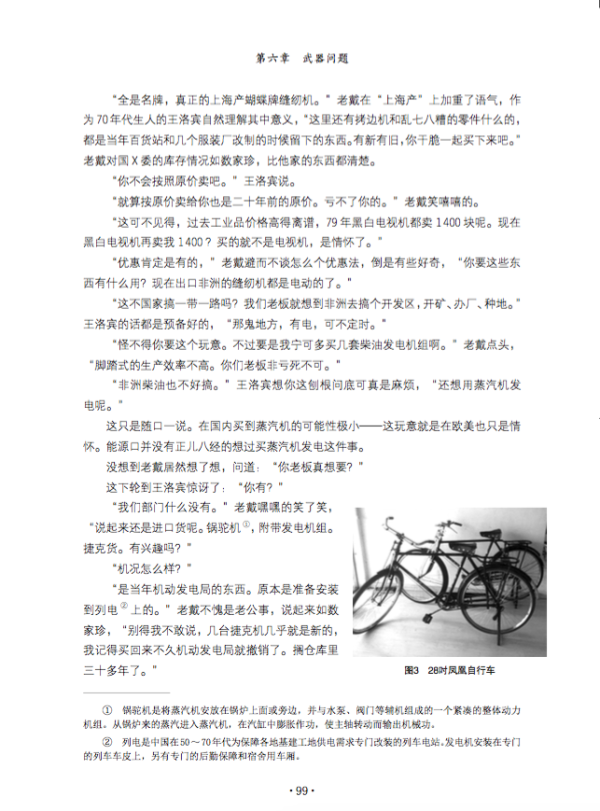 第六章 武器问题
“全是名牌，真正的上海产蝴蝶牌缝纫机。”老戴在“上海产”上加重了语气，作
为70年代生人的王洛宾自然理解其中意义，“这里还有拷边机和乱七八糟的零件什么的，
都是当年百货站和几个服装厂改制的时候留下的东西。有新有旧，你干脆一起买下来吧。”
老戴对国X委的库存情况如数家珍，比他家的东西都清楚。
“你不会按照原价卖吧。”王洛宾说。
“就算按原价卖给你也是二十年前的原价。亏不了你的。”老戴笑嘻嘻的。
“这可不见得，过去工业品价格高得离谱，79年黑白电视机都卖1400块呢。现在
黑白电视机再卖我1400？买的就不是电视机，是情怀了。”
“优惠肯定是有的，”老戴避而不谈怎么个优惠法，倒是有些好奇，“你要这些东
西有什么用？现在出口非洲的缝纫机都是电动的了。”
“这不国家搞一带一路吗？我们老板就想到非洲去搞个开发区，开矿、办厂、种地。”
王洛宾的话都是预备好的，“那鬼地方，有电，可不定时。”
“怪不得你要这个玩意。不过要是我宁可多买几套柴油发电机组啊。”老戴点头，
“脚踏式的生产效率不高。你们老板非亏死不可。”
“非洲柴油也不好搞。”王洛宾想你这刨根问底可真是麻烦，“还想用蒸汽机发
电呢。”
这只是随口一说。在国内买到蒸汽机的可能性极小——这玩意就是在欧美也只是情
怀。能源口并没有正儿八经的想过买蒸汽机发电这件事。
没想到老戴居然想了想，问道：“你老板真想要？”
这下轮到王洛宾惊讶了：“你有？”
“我们部门什么没有。”老戴嘿嘿的笑了笑，
“说起来还是进口货呢。锅驼机①，附带发电机组。
捷克货。有兴趣吗？”
“机况怎么样？”
“是当年机动发电局的东西。原本是准备安装
到列电②上的。”老戴不愧是老公事，说起来如数
家珍，“别得我不敢说，几台捷克机几乎就是新的，
我记得买回来不久机动发电局就撤销了。搁仓库里
三十多年了。”
图3 28吋凤凰自行车
① 锅驼机是将蒸汽机安放在锅炉上面或旁边，并与水泵、阀门等辅机组成的一个紧凑的整体动力
机组。从锅炉来的蒸汽进入蒸汽机，在汽缸中膨胀作功，使主轴转动而输出机械功。
② 列电是中国在50～70年代为保障各地基建工地供电需求专门改装的列车电站。发电机安装在专门
的列车车皮上，另有专门的后勤保障和宿舍用车厢。
·99·